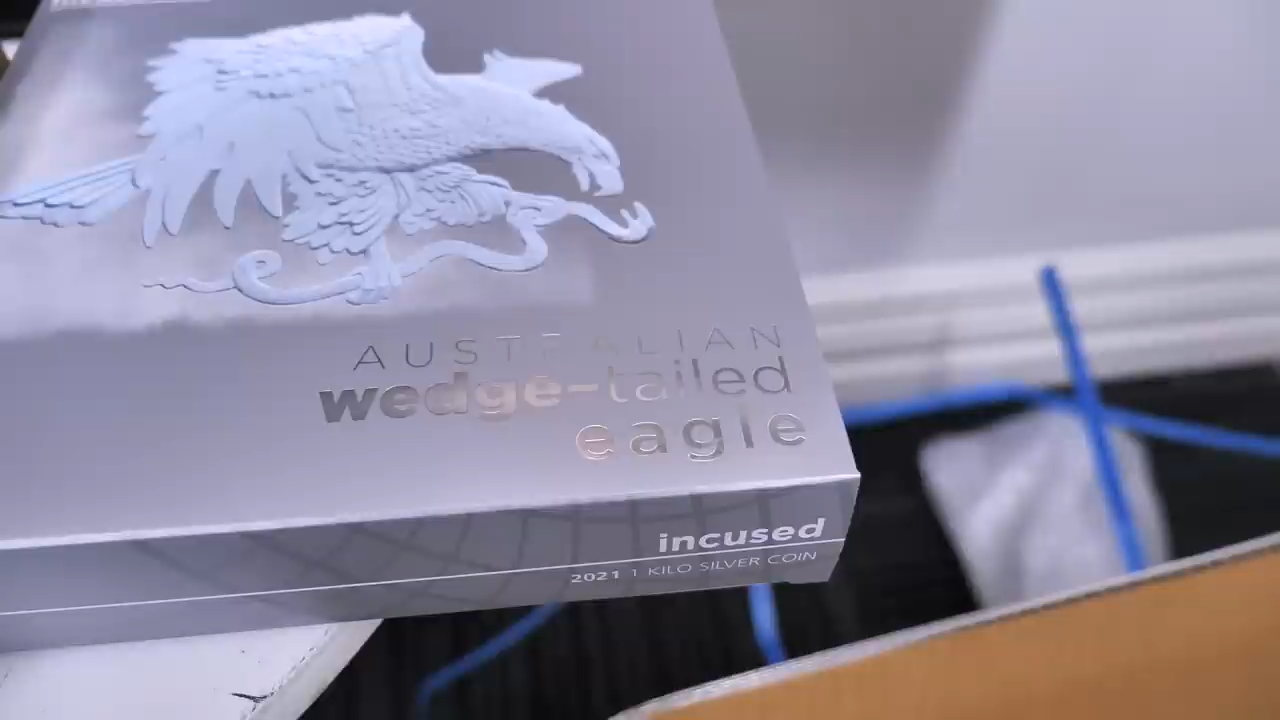 AUSTRALIAN
wedge-tailed
eagle
incused
2021 1 KILO SILVER COIN